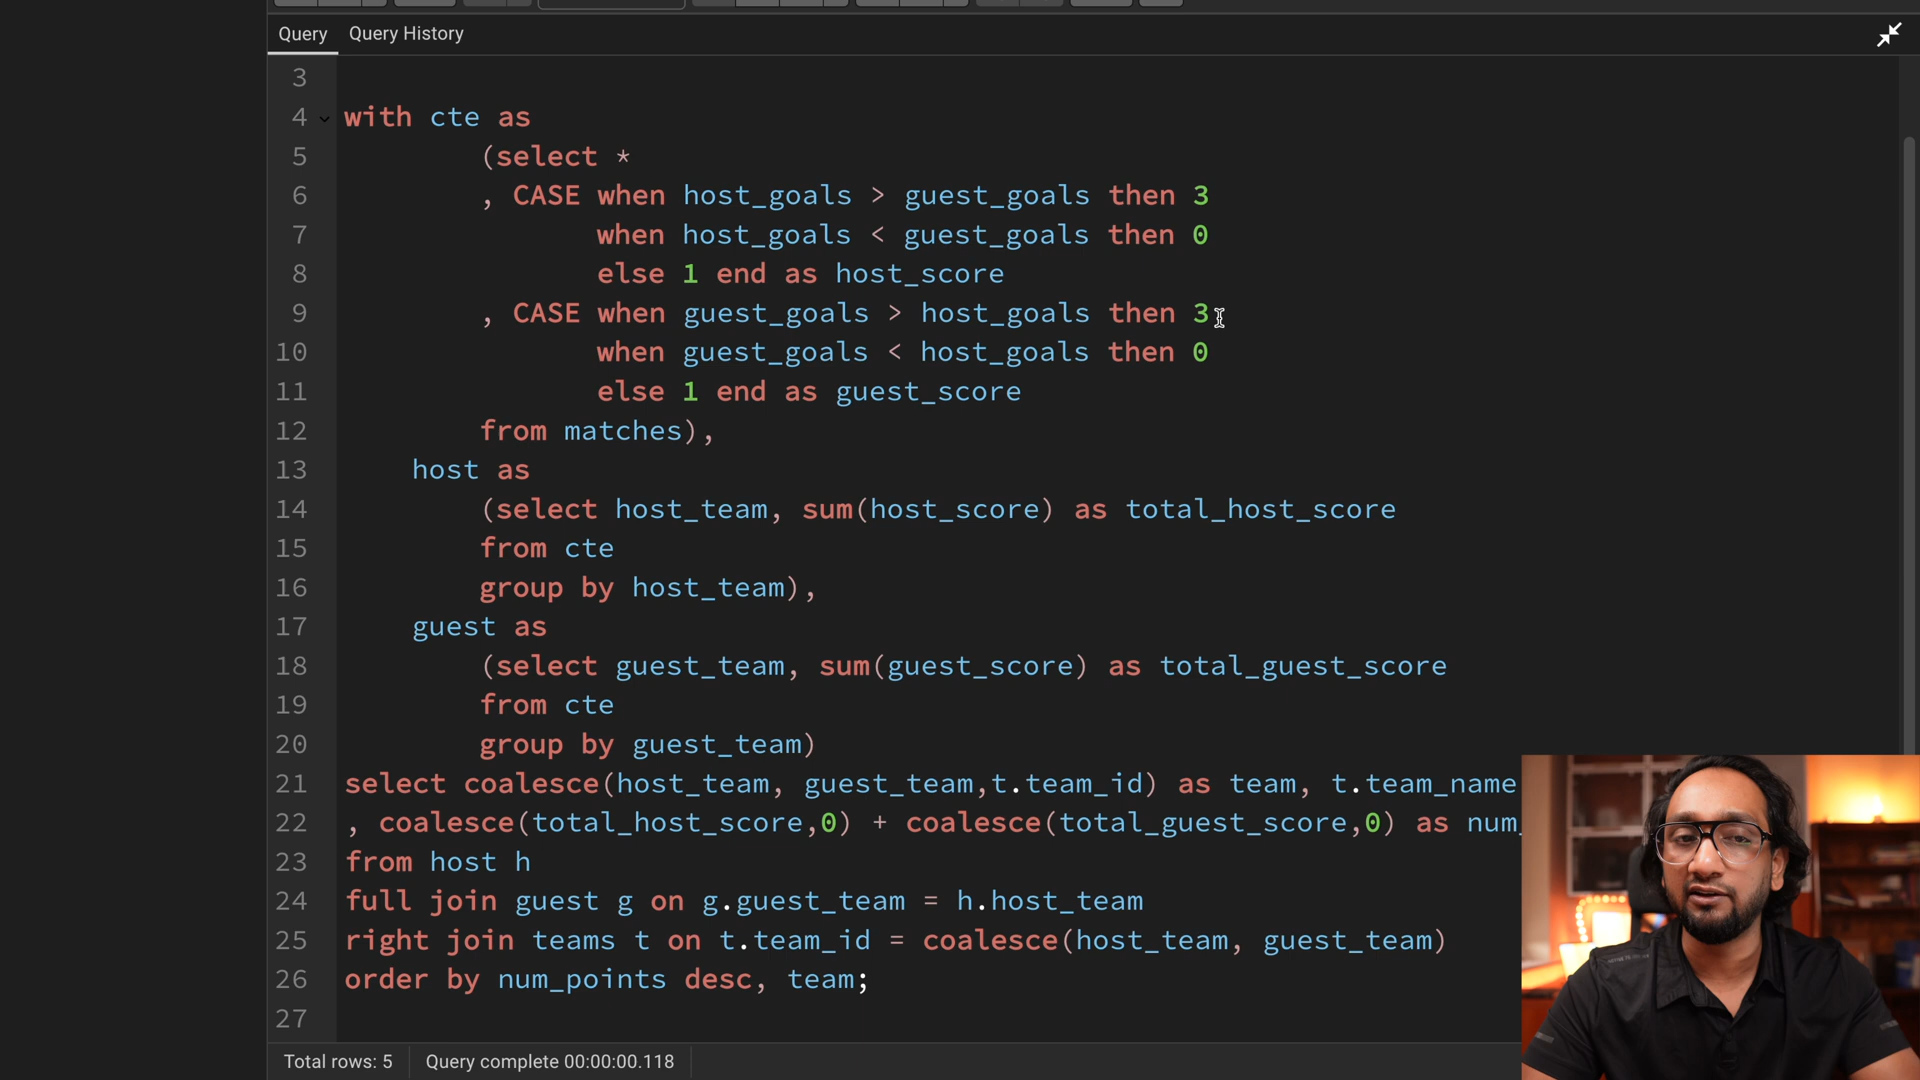 Query Query History
3
4 with cte as
5 (select *
6 , CASE when host_goals > guest_goals then 3
7 when host_goals < guest_goals then 0
8 else 1 end as host_score
9 , CASE when guest_goals > host_goals then 3
10 when guest_goals < host_goals then 0
11 else 1 end as guest_score
12 from matches),
13 host as
14 (select host_team, sum(host_score) as total_host_score
15 from cte
16 group by host_team),
17 guest as
18 (select guest_team, sum(guest_score) as total_guest_score
19 from cte
20 group by guest_team)
21 select coalesce(host_team, guest_team,t.team_id) as team, t.team_name
22 , coalesce(total_host_score,0) + coalesce(total_guest_score,0) as num_
23 from host h
24 full join guest g on g.guest_team = h.host_team
25 right join teams t on t.team_id = coalesce(host_team, guest_team)
26 order by num_points desc, team;
27
Total rows: 5 Query complete 00:00:00.118